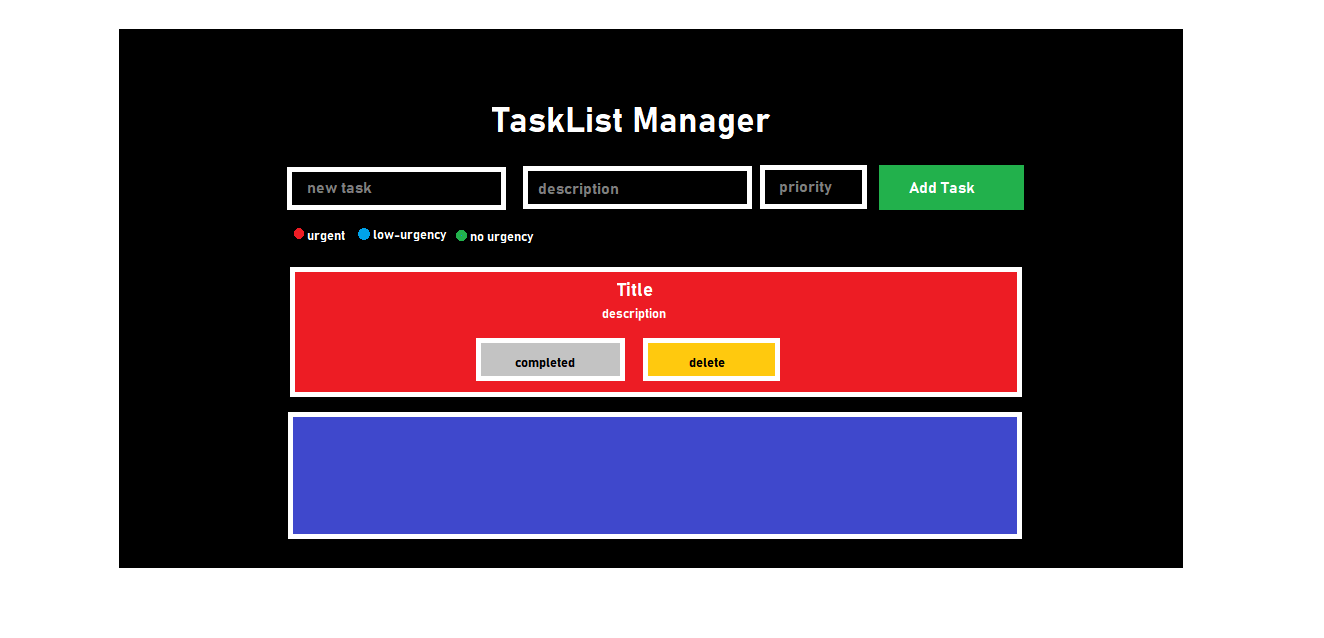 TaskList Manager
new task description priority Add Task
urgent low-urgency no urgency
Title
description
completed delete